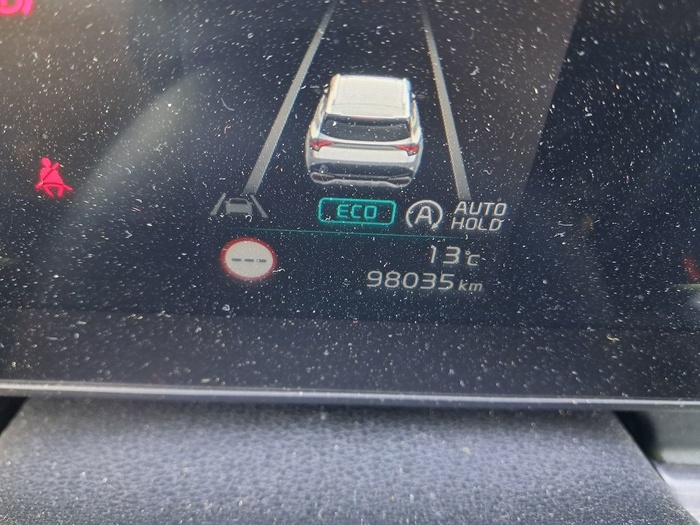 ECO A AUTO
HOLD
---
13°C
98035 km